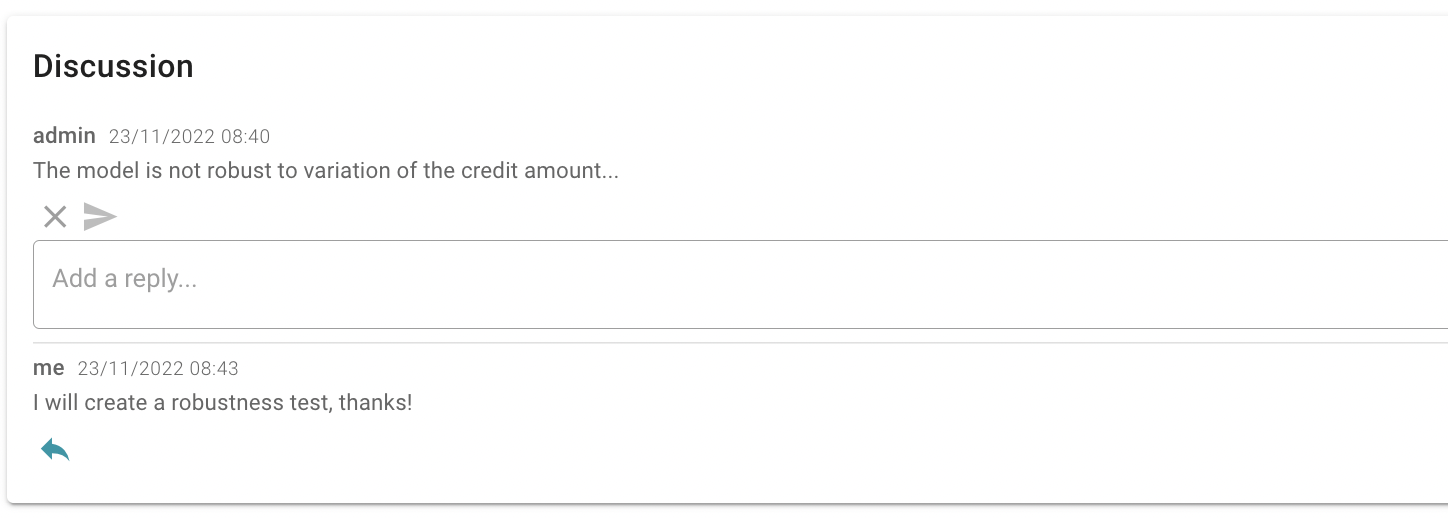 Discussion
admin 23/11/2022 08:40
The model is not robust to variation of the credit amount...
Add a reply...
me 23/11/2022 08:43
I will create a robustness test, thanks!